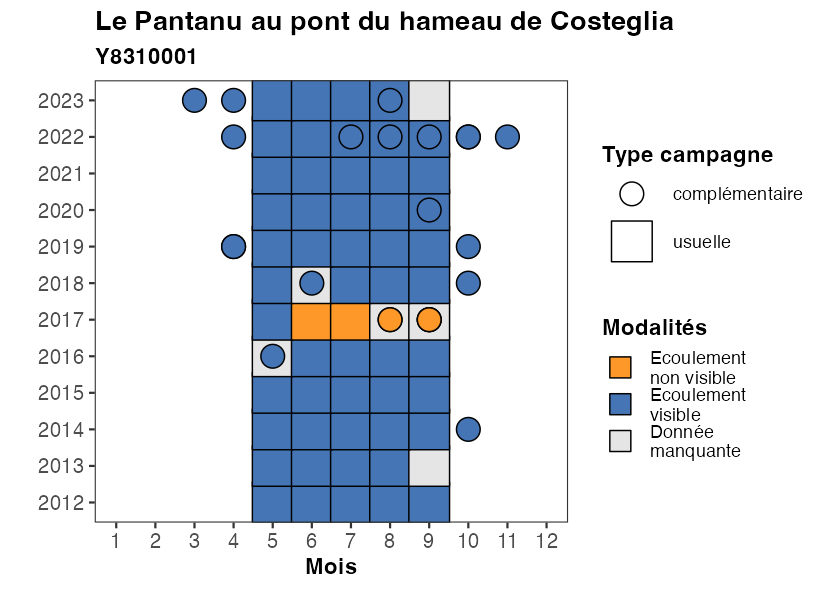 Le Pantanu au pont du hameau de Costeglia
Y8310001
2023
2022
2021
2020
2019
2018
2017
2016
2015
2014
2013
2012
1 2 3 4 5 6 7 8 9 10 11 12
Mois
Type campagne
complémentaire
usuelle
Modalités
Ecoulement
non visible
Ecoulement
visible
Donnée
manquante